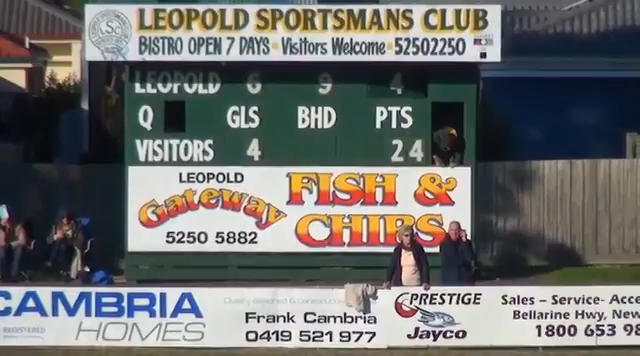 LEOPOLD SPORTSMANS CLUB
BISTRO OPEN 7 DAYS • Visitors Welcome • 52502250
LEOPOLD 6 9 4
Q GLS BHD PTS
VISITORS 4 24
LEOPOLD
Gateway
5250 5882
FISH &
CHIPS
CAMBRIA
HOMES
REGISTERED
Frank Cambria
0419 521 977
PRESTIGE
Jayco
Sales - Service - Acce
Bellarine Hwy, New
1800 653 98